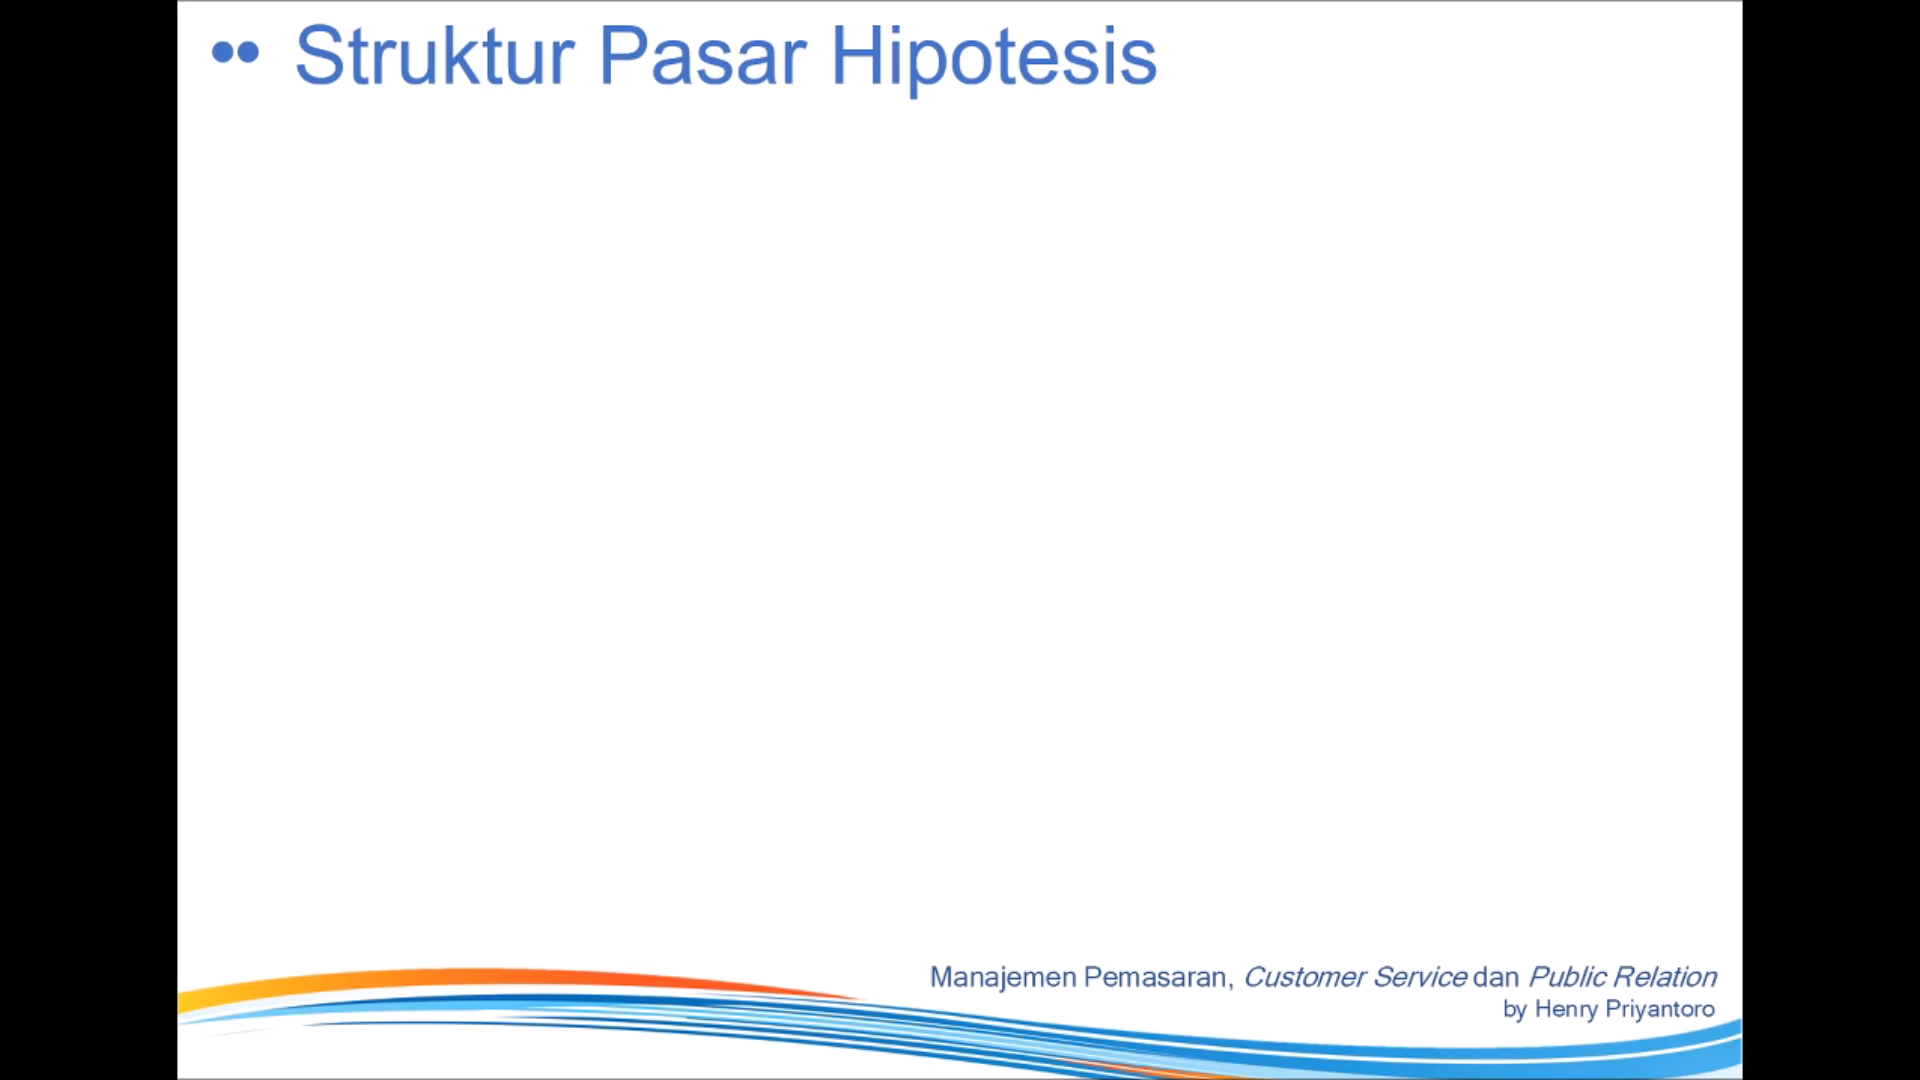 •• Struktur Pasar Hipotesis
Manajemen Pemasaran, Customer Service dan Public Relation
by Henry Priyantoro